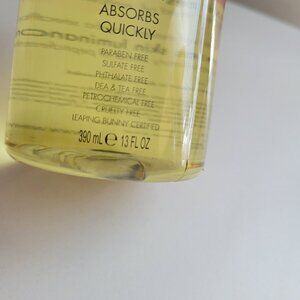 ABSORBS
QUICKLY
PARABEN FREE
SULFATE FREE
PHTHALATE FREE
DEA & TEA FREE
PETROCHEMICAL FREE
CRUELTY FREE
LEAPING BUNNY CERTIFIED
390 mL ℮ 13 FL OZ